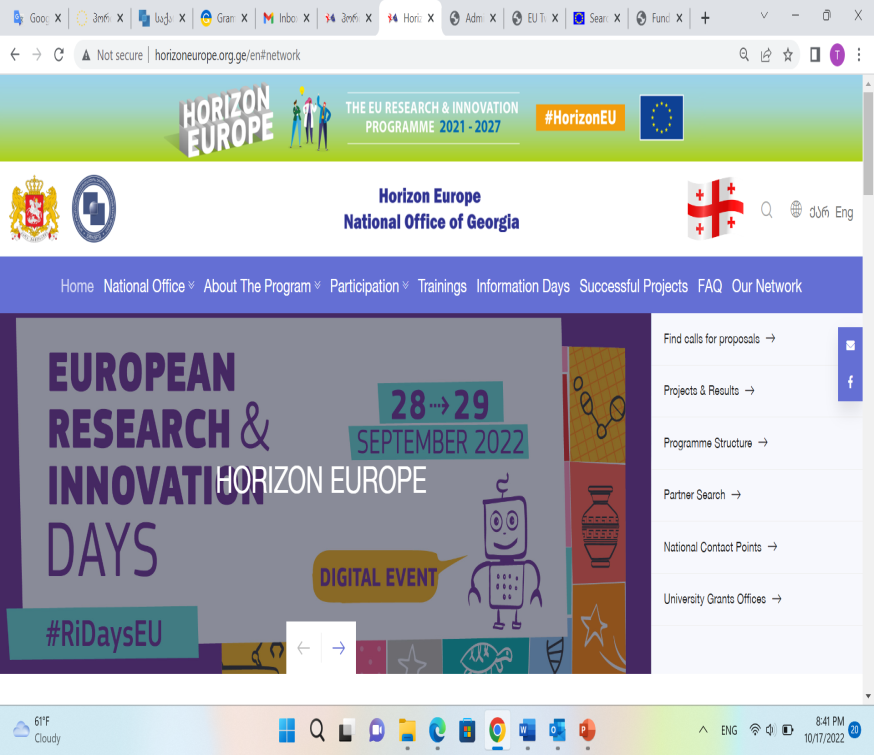 Goog
ჰორი
საქა
Gran
Inbo
ჰორი
Horiz
Adm
EU T
Sear
Fund
Not secure
horizoneurope.org.ge/en#network
T
HORIZON
EUROPE
THE EU RESEARCH & INNOVATION
PROGRAMME 2021 - 2027
#HorizonEU
Horizon Europe
National Office of Georgia
ქარ Eng
Home National Office About The Program Participation Trainings Information Days Successful Projects FAQ Our Network
EUROPEAN
RESEARCH &
INNOVATION
DAYS
#RiDaysEU
28 ⇢ 29
SEPTEMBER 2022
HORIZON EUROPE
DIGITAL EVENT
Find calls for proposals →
Projects & Results →
Programme Structure →
Partner Search →
National Contact Points →
University Grants Offices →
61°F
Cloudy
ENG
8:41 PM
10/17/2022
20